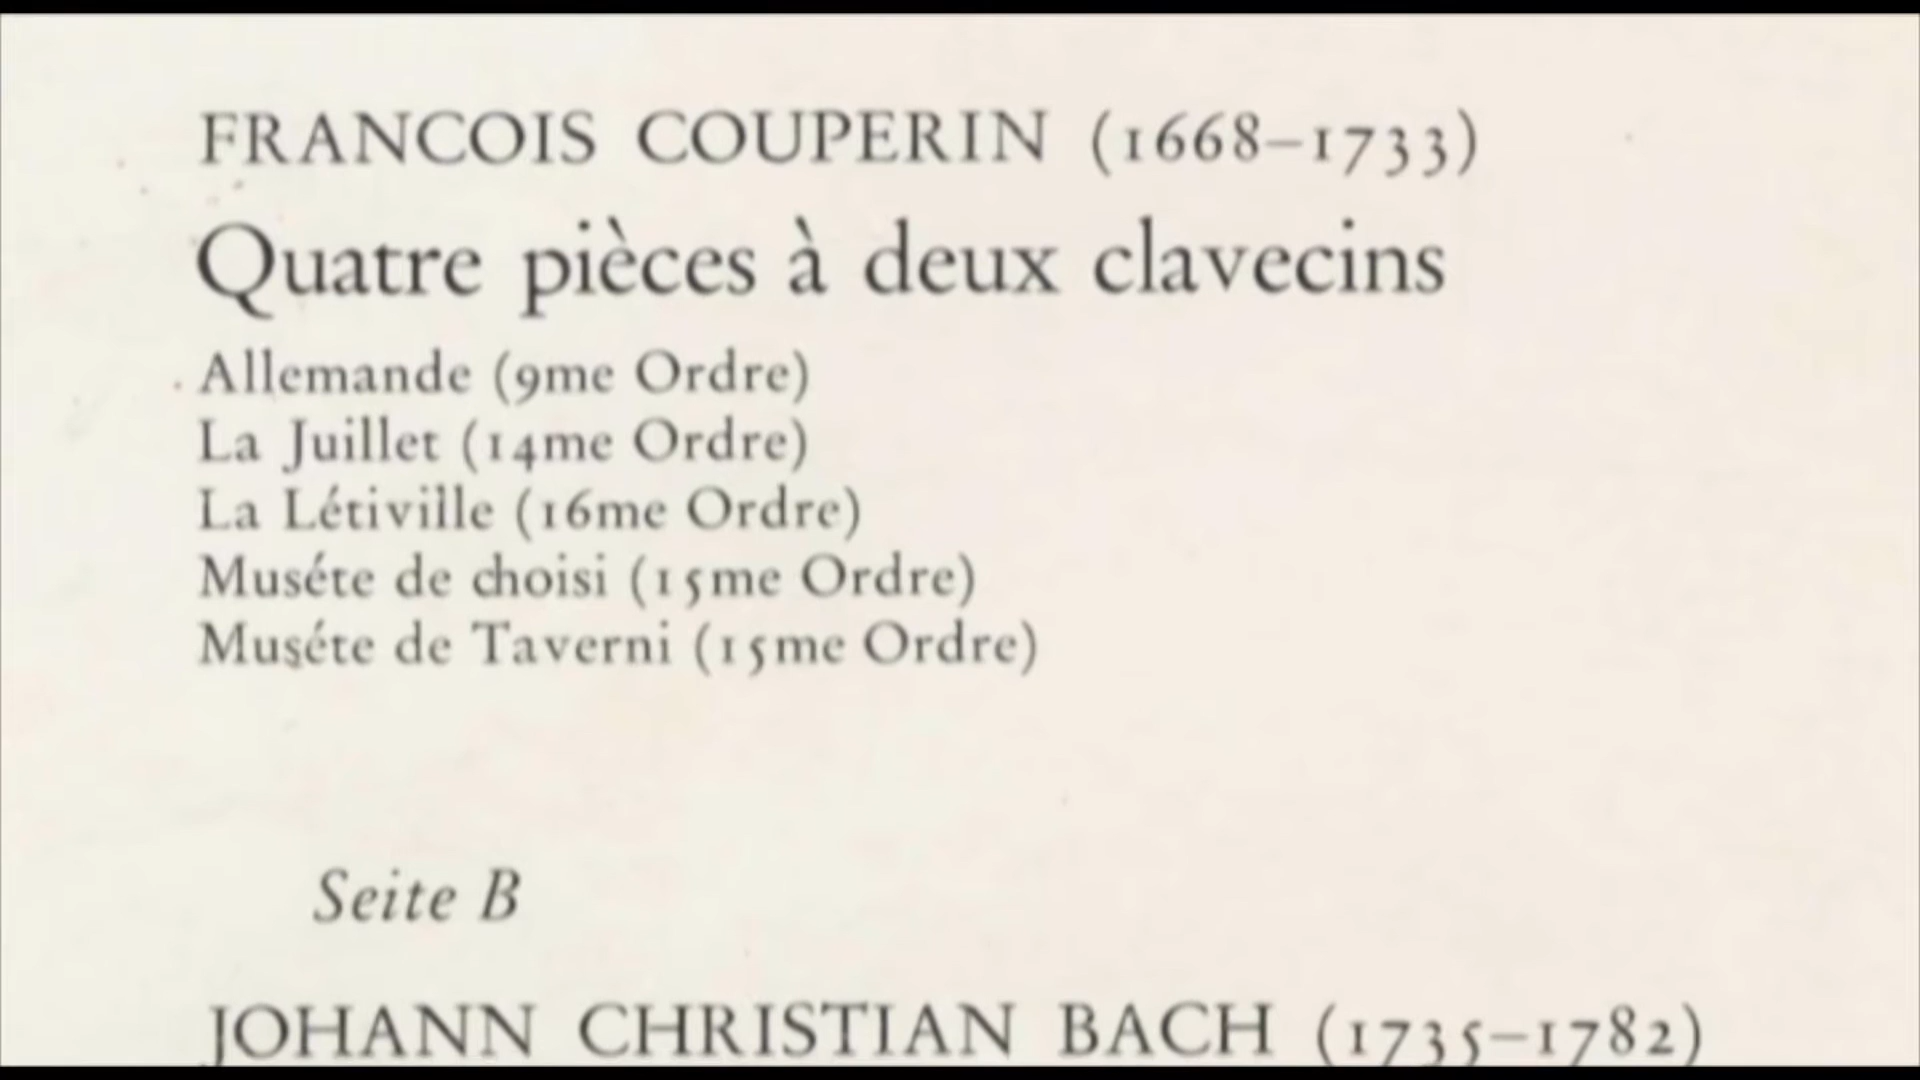 FRANCOIS COUPERIN (1668–1733)
Quatre pièces à deux clavecins
Allemande (9me Ordre)
La Juillet (14me Ordre)
La Létiville (16me Ordre)
Muséte de choisi (15me Ordre)
Muséte de Taverni (15me Ordre)
Seite B
JOHANN CHRISTIAN BACH (1735–1782)